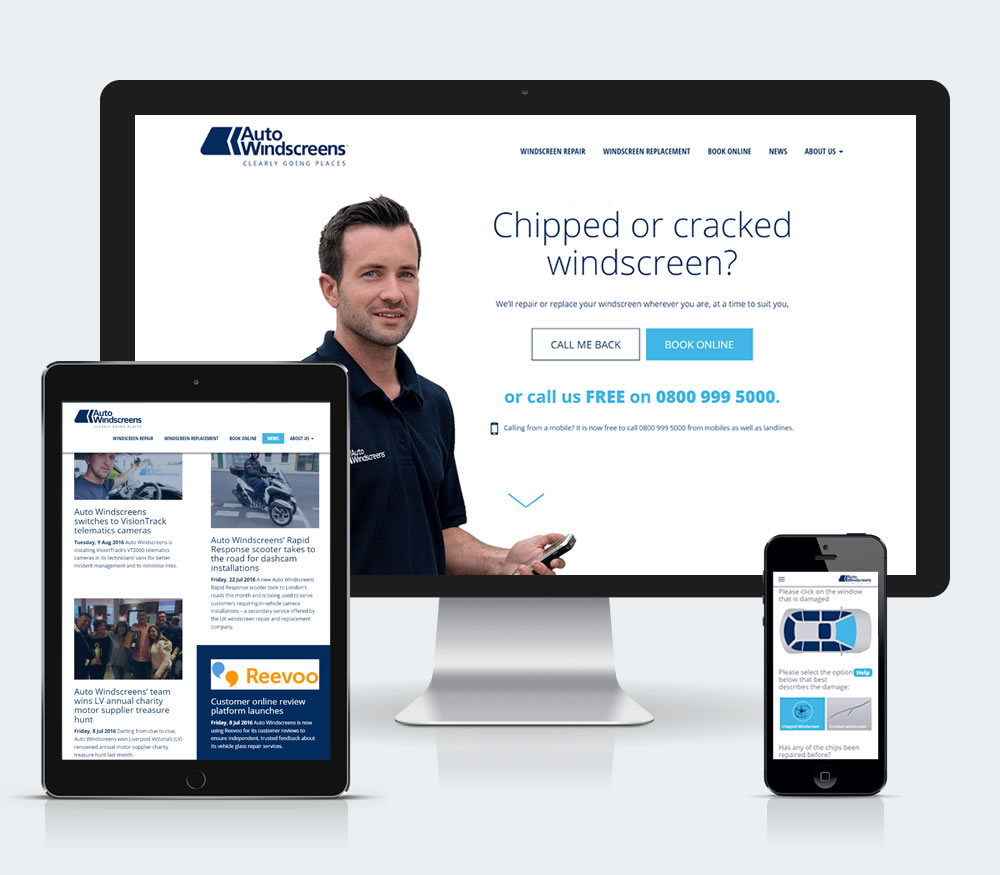 Auto
Windscreens
CLEARLY GOING PLACES
WINDSCREEN REPAIR WINDSCREEN REPLACEMENT BOOK ONLINE NEWS ABOUT US
Chipped or cracked
windscreen?
We'll repair or replace your windscreen wherever you are, at a time to suit you,
CALL ME BACK BOOK ONLINE
or call us FREE on 0800 999 5000.
Calling from a mobile? It is now free to call 0800 999 5000 from mobiles as well as landlines.
Auto
Windscreens
Auto
Windscreens
CLEARLY GOING PLACES
WINDSCREEN REPAIR WINDSCREEN REPLACEMENT BOOK ONLINE NEWS ABOUT US
Auto Windscreens
switches to VisionTrack
telematics cameras
Tuesday, 9 Aug 2016 Auto Windscreens is
installing VisionTrack's VT2000 telematics
cameras in its technicians' vans for better
incident management and to minimise risks.
Auto Windscreens' team
wins LV annual charity
motor supplier treasure
hunt
Friday, 8 Jul 2016 Darting from clue to clue,
Auto Windscreens won Liverpool Victoria's (LV)
renowned annual motor supplier charity
treasure hunt last month.
Auto Windscreens' Rapid
Response scooter takes to
the road for dashcam
installations
Friday, 22 Jul 2016 A new Auto Windscreens
Rapid Response scooter took to London's
roads this month and is being used to serve
customers requiring in-vehicle camera
installations – a secondary service offered by
the UK windscreen repair and replacement
company.
Reevoo
Customer online review
platform launches
Friday, 8 Jul 2016 Auto Windscreens is now
using Reevoo for its customer reviews to
ensure independent, trusted feedback about
its vehicle glass repair services.
Auto
Windscreens
Please click on the window
that is damaged
Please select the option Help
below that best
describes the damage:
Chipped Windscreen Cracked windscreen
Has any of the chips been
repaired before?